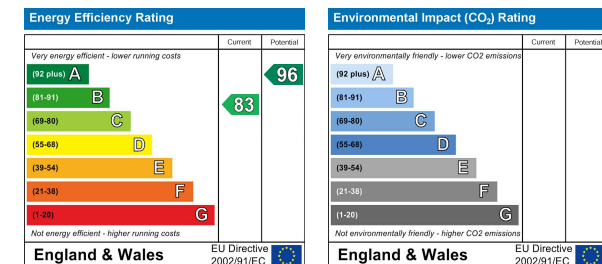 Energy Efficiency Rating
Current Potential
Very energy efficient - lower running costs
(92 plus) A
96
(81-91) B
83
(69-80) C
(55-68) D
(39-54) E
(21-38) F
(1-20) G
Not energy efficient - higher running costs
England & Wales
EU Directive
2002/91/EC
Environmental Impact (CO₂) Rating
Current Potential
Very environmentally friendly - lower CO2 emissions
(92 plus) A
(81-91) B
(69-80) C
(55-68) D
(39-54) E
(21-38) F
(1-20) G
Not environmentally friendly - higher CO2 emissions
England & Wales
EU Directive
2002/91/EC